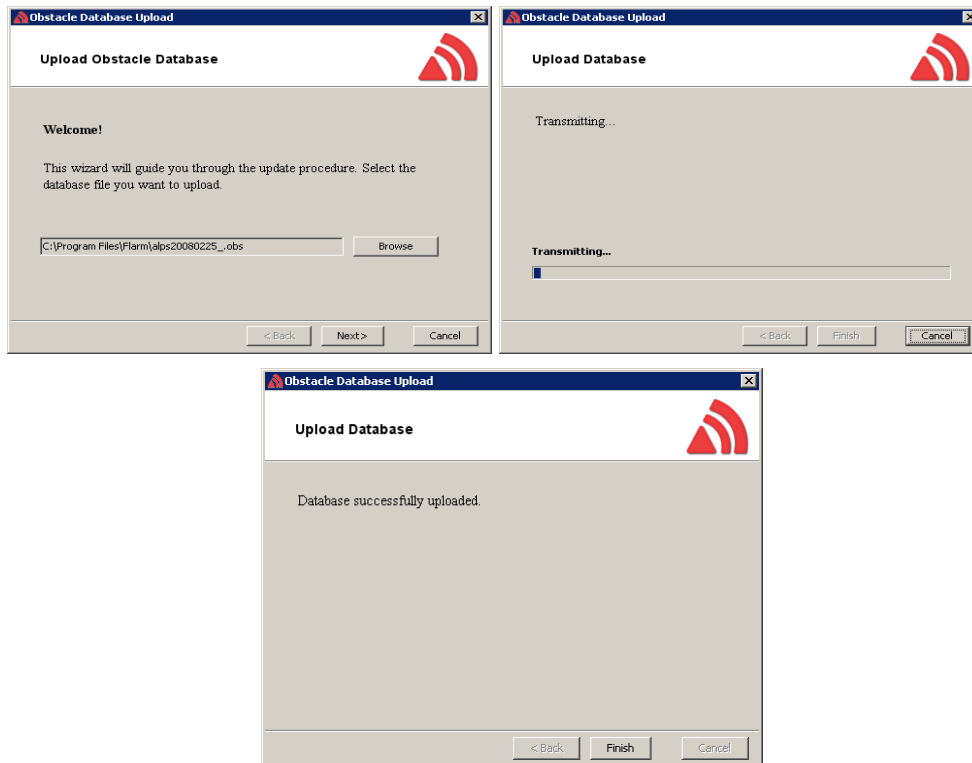 Obstacle Database Upload
Upload Obstacle Database
Welcome!
This wizard will guide you through the update procedure. Select the
database file you want to upload.
C:\Program Files\Flarm\alps20080225_.obs
Browse
< Back
Next>
Cancel
Obstacle Database Upload
Upload Database
Transmitting...
Transmitting...
< Back
Finish
Cancel
Obstacle Database Upload
Upload Database
Database successfully uploaded.
< Back
Finish
Cancel